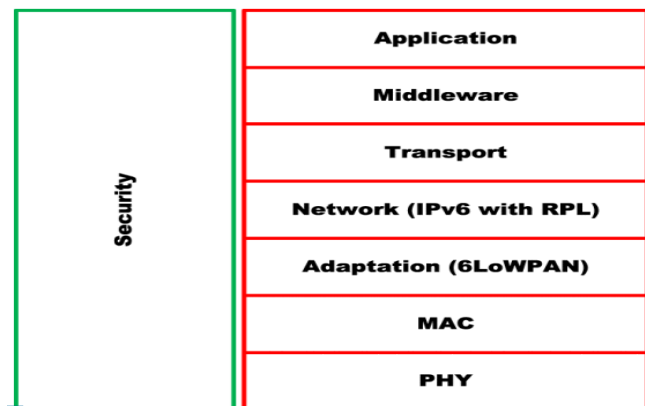 Security
Application
Middleware
Transport
Network (IPv6 with RPL)
Adaptation (6LoWPAN)
MAC
PHY